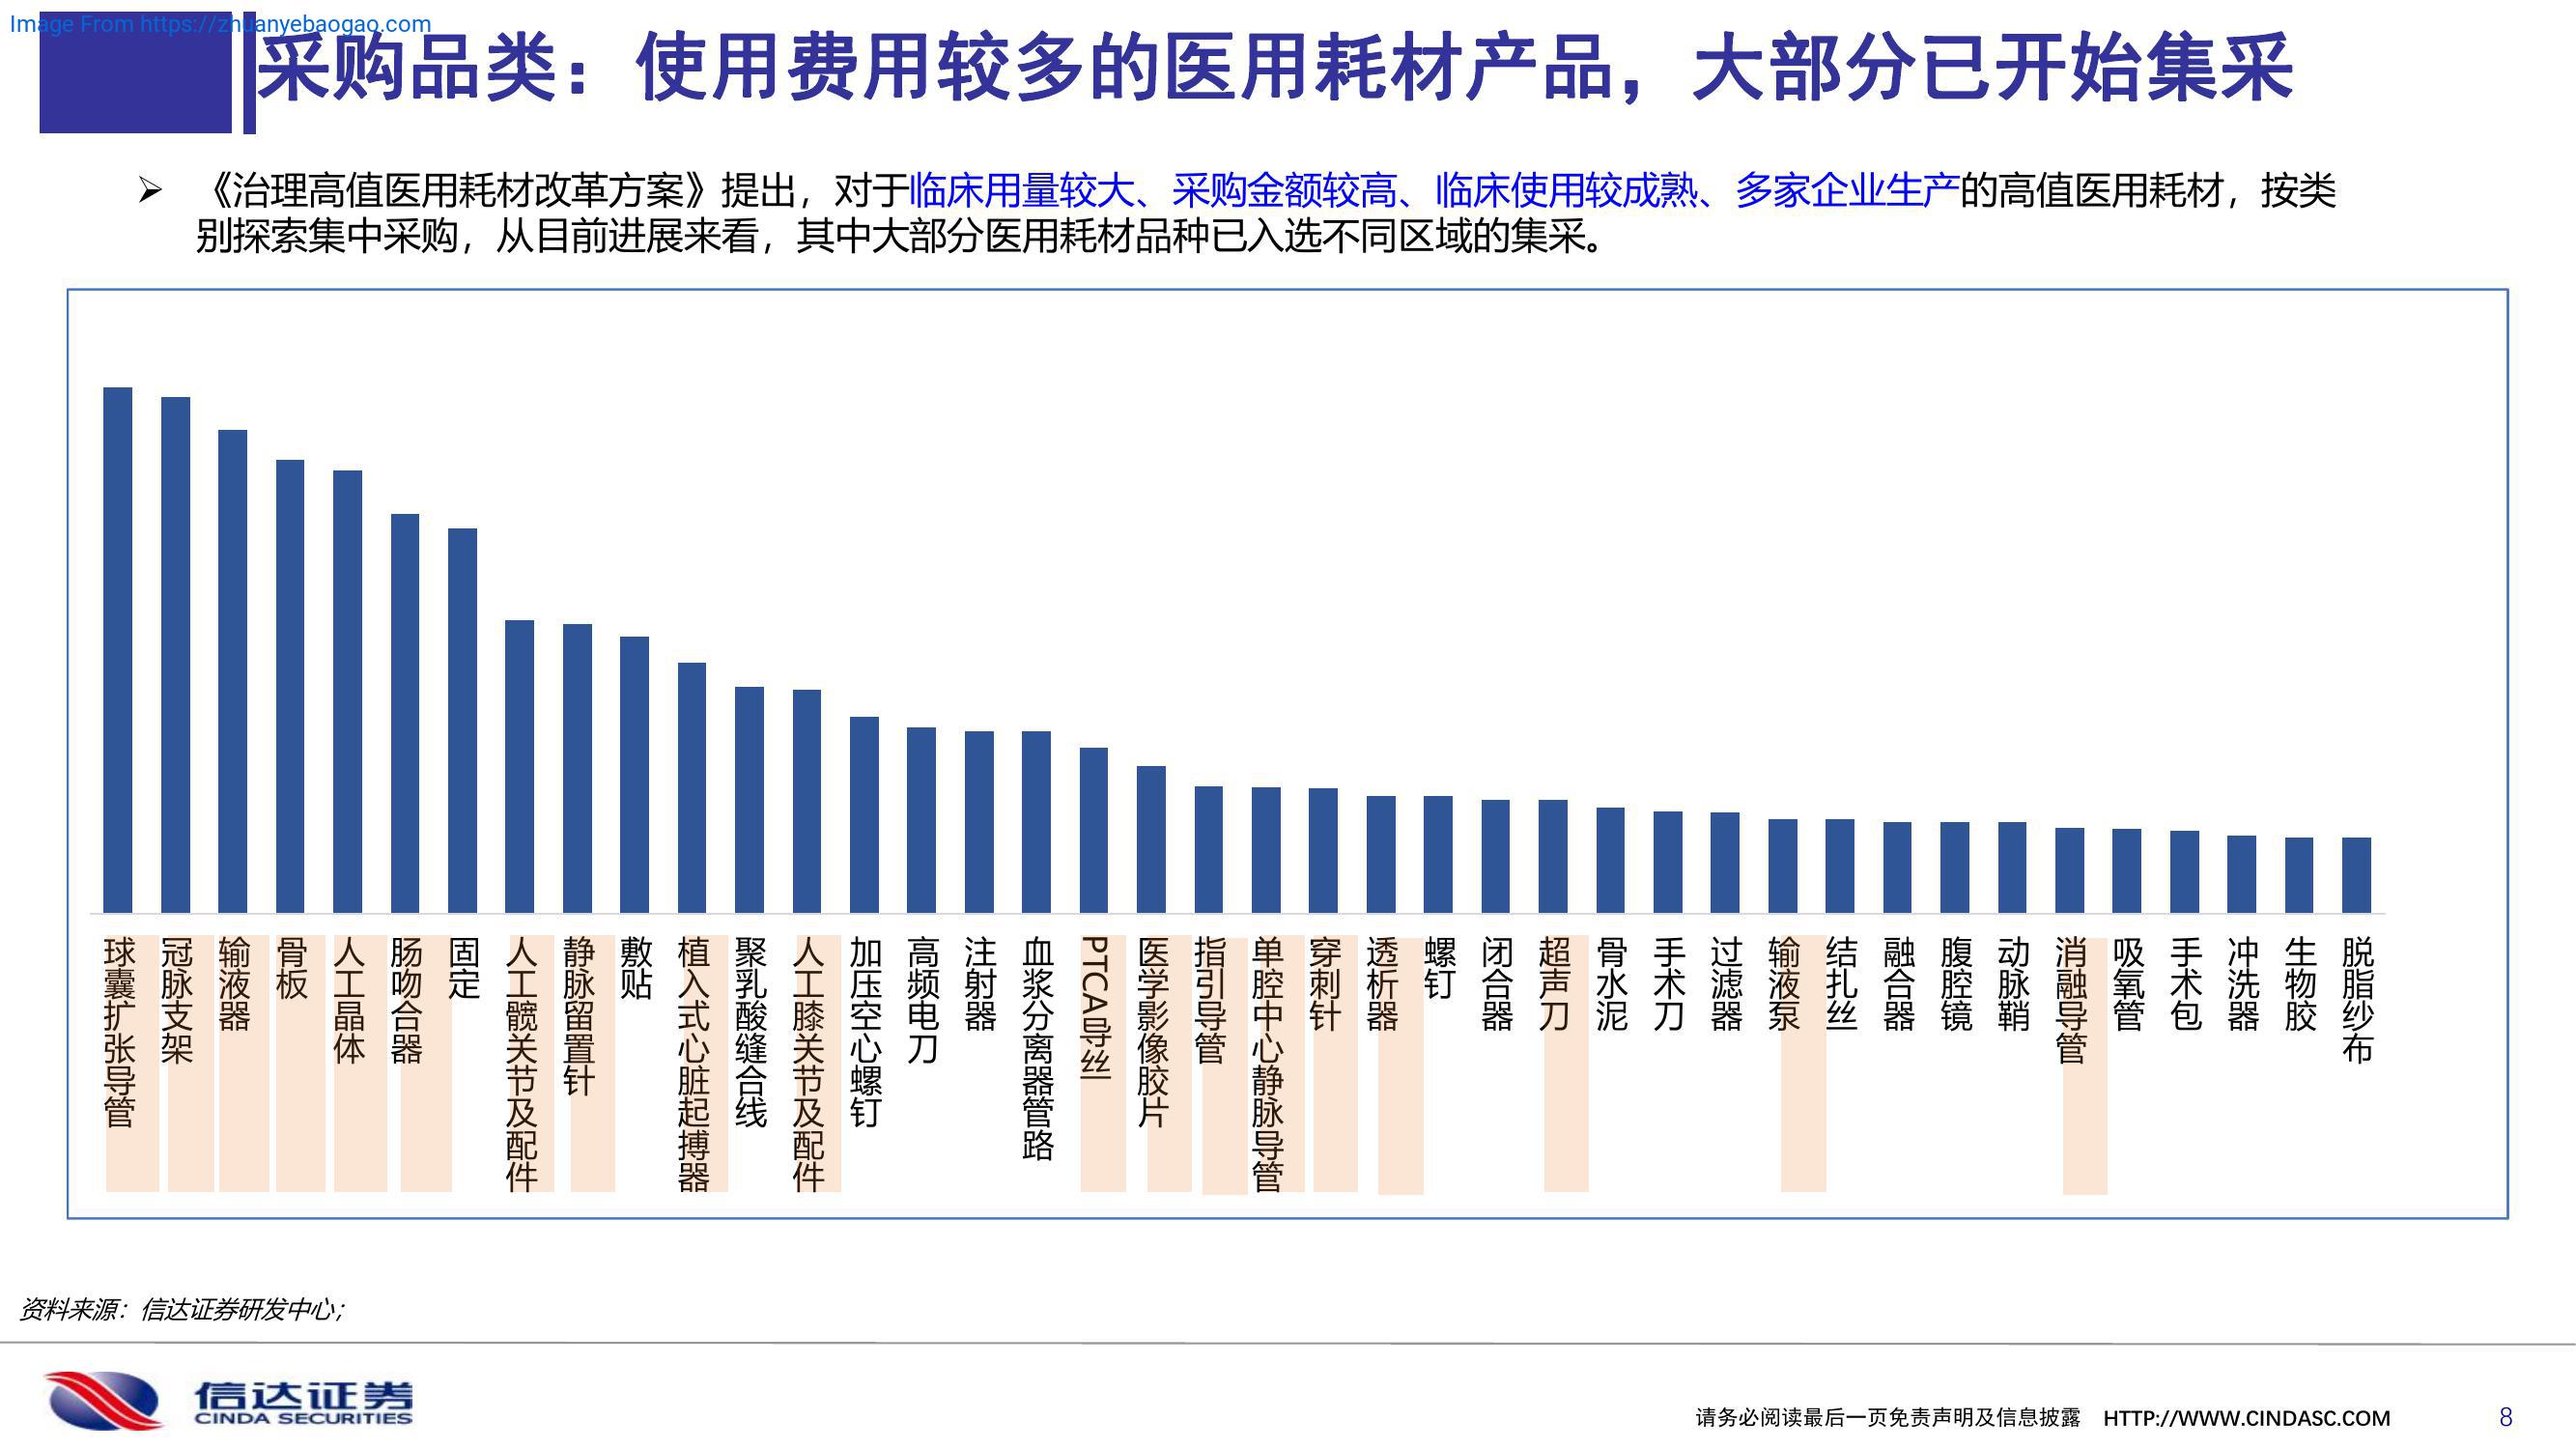 Image From https://zhuanyebaogao.com
采购品类：使用费用较多的医用耗材产品，大部分已开始集采
➢ 《治理高值医用耗材改革方案》提出，对于临床用量较大、采购金额较高、临床使用较成熟、多家企业生产的高值医用耗材，按类
别探索集中采购，从目前进展来看，其中大部分医用耗材品种已入选不同区域的集采。
球囊扩张导管
冠脉支架
输液器
骨板
人工晶体
肠吻合器
固定
人工髋关节及配件
静脉留置针
敷贴
植入式心脏起搏器
聚乳酸缝合线
人工膝关节及配件
加压空心螺钉
高频电刀
注射器
血浆分离器管路
PTCA导丝
医学影像胶片
指引导管
单腔中心静脉导管
穿刺针
透析器
螺钉
闭合器
超声刀
骨水泥
手术刀
过滤器
输液泵
结扎丝
融合器
腹腔镜
动脉鞘
消融导管
吸氧管
手术包
冲洗器
生物胶
脱脂纱布
资料来源：信达证券研发中心；
信达证券
CINDA SECURITIES
请务必阅读最后一页免责声明及信息披露 HTTP://WWW.CINDASC.COM 8